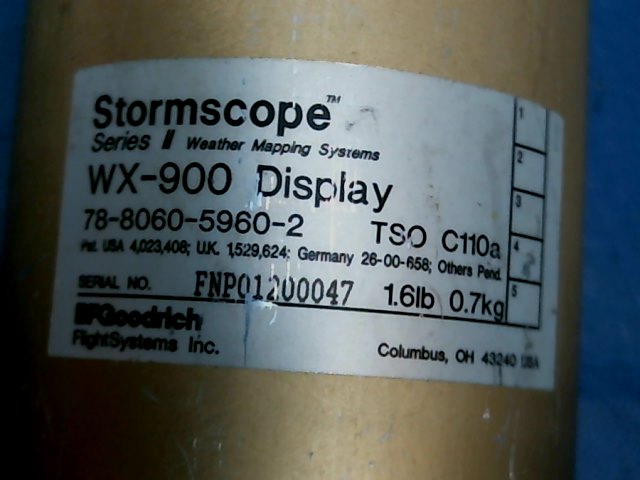 Stormscope™
Series II Weather Mapping Systems
WX-900 Display
78-8060-5960-2 TSO C110a
Pat. USA 4,023,408; U.K. 1,529,624; Germany 26-00-658; Others Pend.
SERIAL NO. FNP01200047 1.6lb 0.7kg
BFGoodrich
FlightSystems Inc.
Columbus, OH 43240 USA
1
2
3
4
5